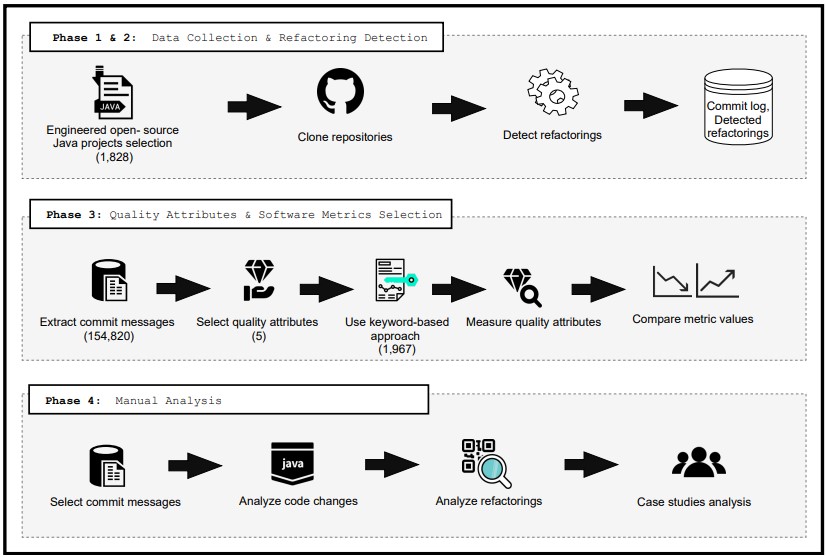 Phase 1 & 2: Data Collection & Refactoring Detection
JAVA
Engineered open- source
Java projects selection
(1,828)
Clone repositories
Detect refactorings
Commit log,
Detected
refactorings
Phase 3: Quality Attributes & Software Metrics Selection
Extract commit messages
(154,820)
Select quality attributes
(5)
Use keyword-based
approach
(1,967)
Measure quality attributes
Compare metric values
Phase 4: Manual Analysis
Select commit messages
java
Analyze code changes
Analyze refactorings
Case studies analysis